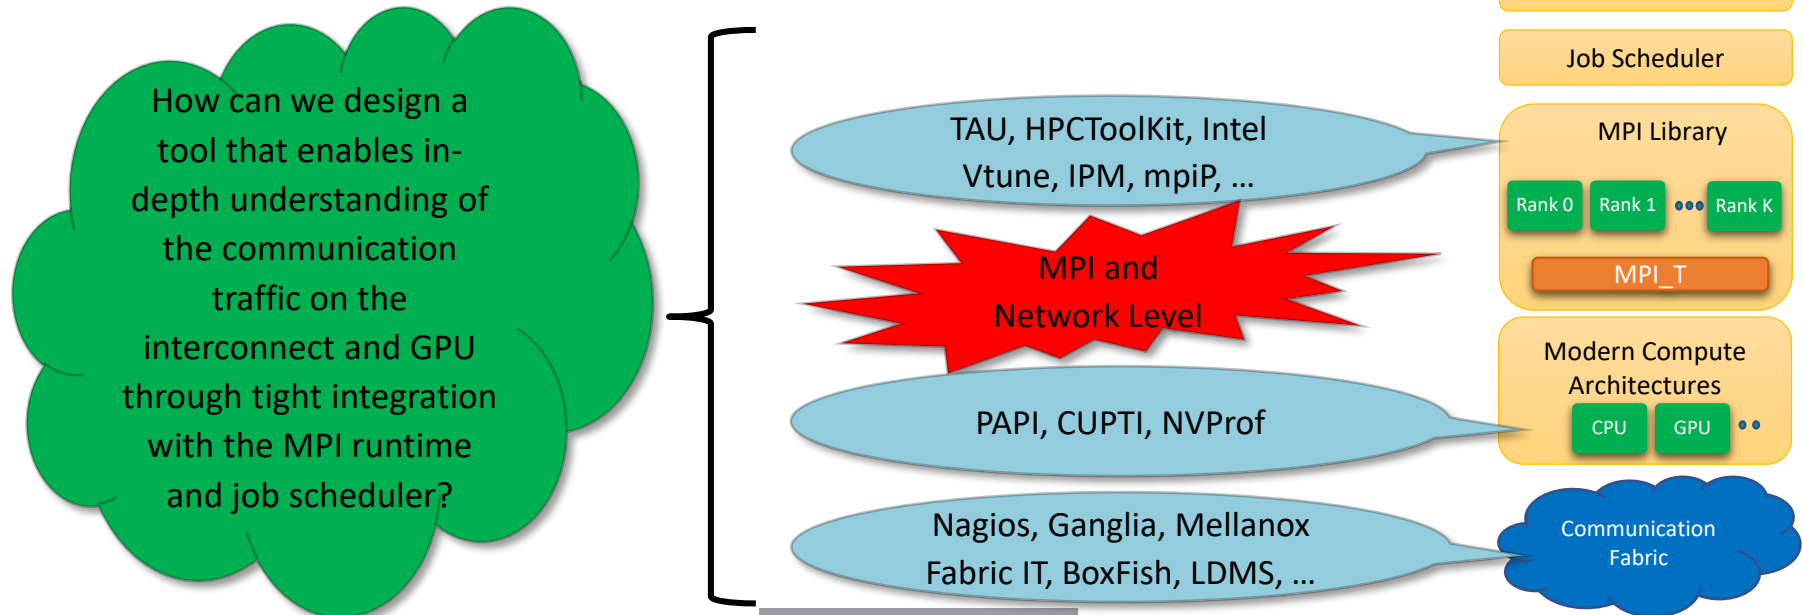 How can we design a
tool that enables in-
depth understanding of
the communication
traffic on the
interconnect and GPU
through tight integration
with the MPI runtime
and job scheduler?
TAU, HPCToolKit, Intel
Vtune, IPM, mpiP, ...
MPI and
Network Level
PAPI, CUPTI, NVProf
Nagios, Ganglia, Mellanox
Fabric IT, BoxFish, LDMS, ...
Job Scheduler
MPI Library
Rank 0 Rank 1 Rank K
MPI_T
Modern Compute
Architectures
CPU GPU
Communication
Fabric